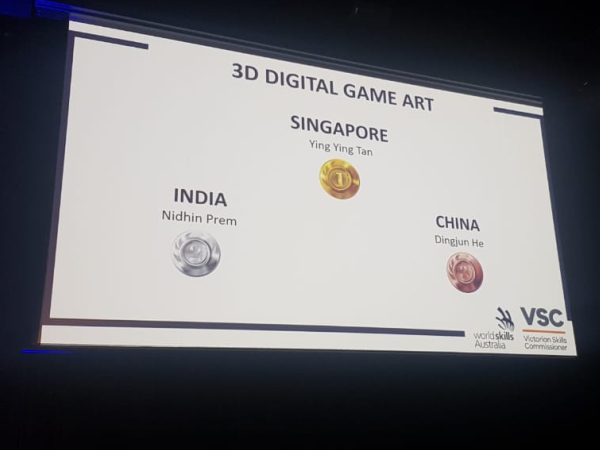 3D DIGITAL GAME ART
SINGAPORE
Ying Ying Tan
1
INDIA
Nidhin Prem
2
CHINA
Dingjun He
3
worldskills
Australia
VSC
Victorian Skills
Commissioner